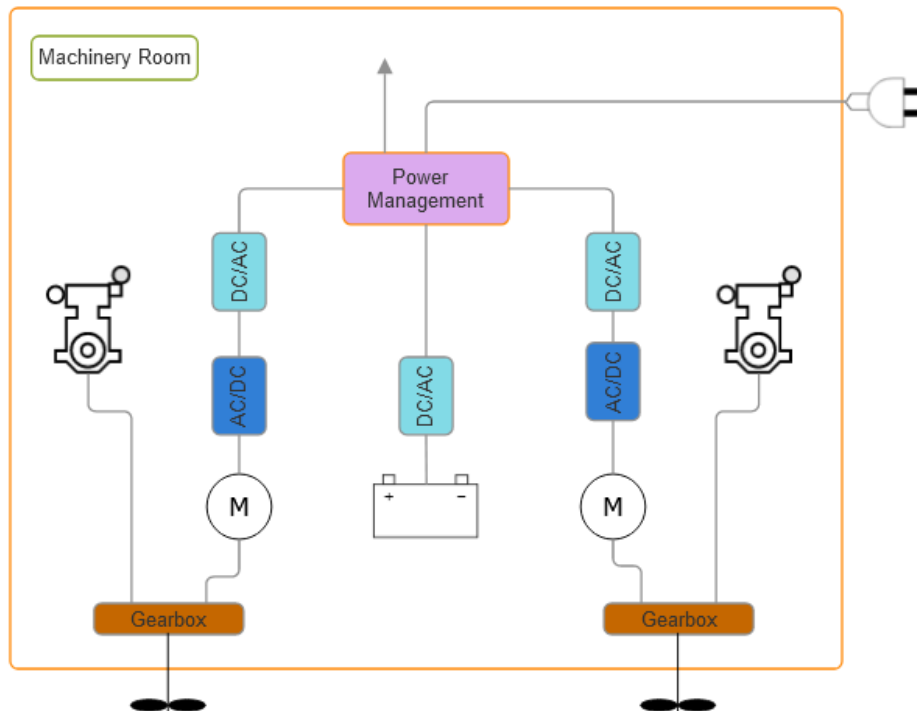 Machinery Room
Power
Management
DC/AC
DC/AC
AC/DC
DC/AC
AC/DC
M
+ −
M
Gearbox
Gearbox